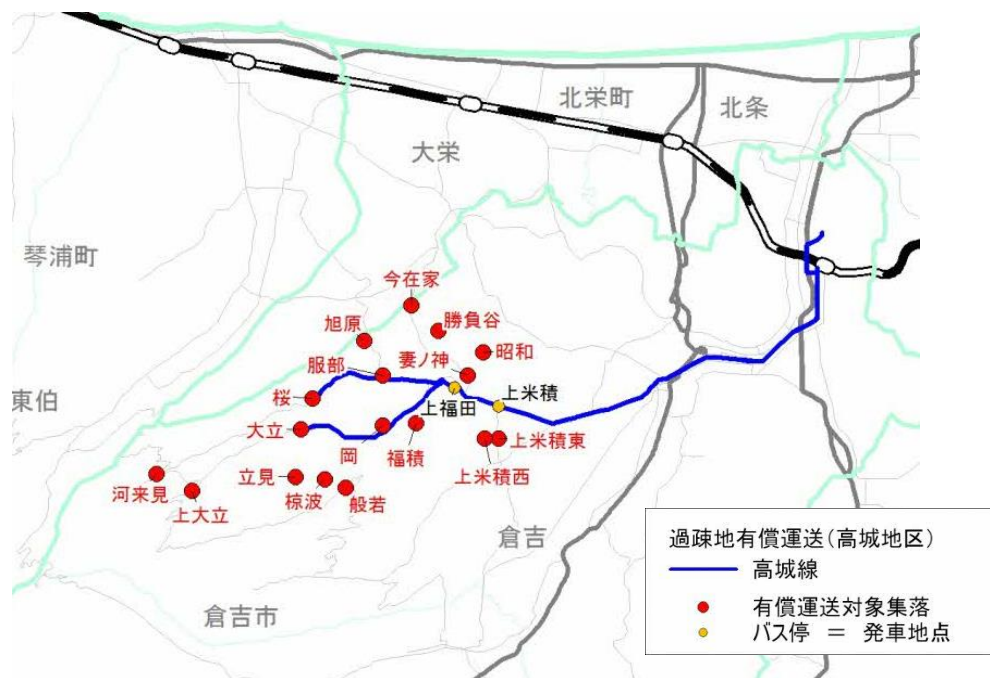 北栄町
北条
大栄
琴浦町
今在家
勝負谷
旭原
昭和
服部
妻ノ神
桜
上米積
東伯
上福田
大立
岡
福積
上米積東
上米積西
立見
河来見
椋波
般若
上大立
倉吉
倉吉市
過疎地有償運送(高城地区)
高城線
有償運送対象集落
バス停 = 発車地点